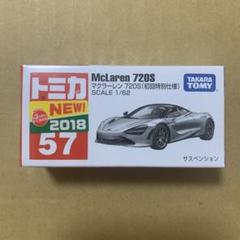 トミカ
McLaren 720S
マクラーレン 720S(初回特別仕様)
SCALE 1/62
TAKARA
TOMY
NEW!
2018
57
サスペンション